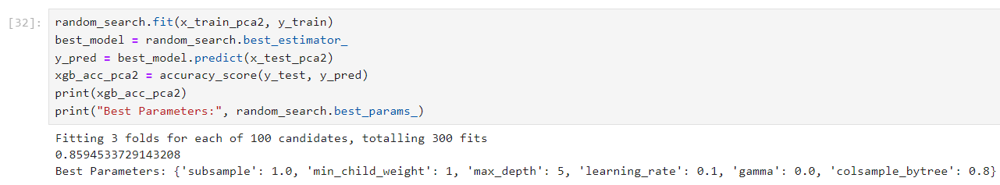 [32]:
random_search.fit(x_train_pca2, y_train)
best_model = random_search.best_estimator_
y_pred = best_model.predict(x_test_pca2)
xgb_acc_pca2 = accuracy_score(y_test, y_pred)
print(xgb_acc_pca2)
print("Best Parameters:", random_search.best_params_)
Fitting 3 folds for each of 100 candidates, totalling 300 fits
0.8594533729143208
Best Parameters: {'subsample': 1.0, 'min_child_weight': 1, 'max_depth': 5, 'learning_rate': 0.1, 'gamma': 0.0, 'colsample_bytree': 0.8}